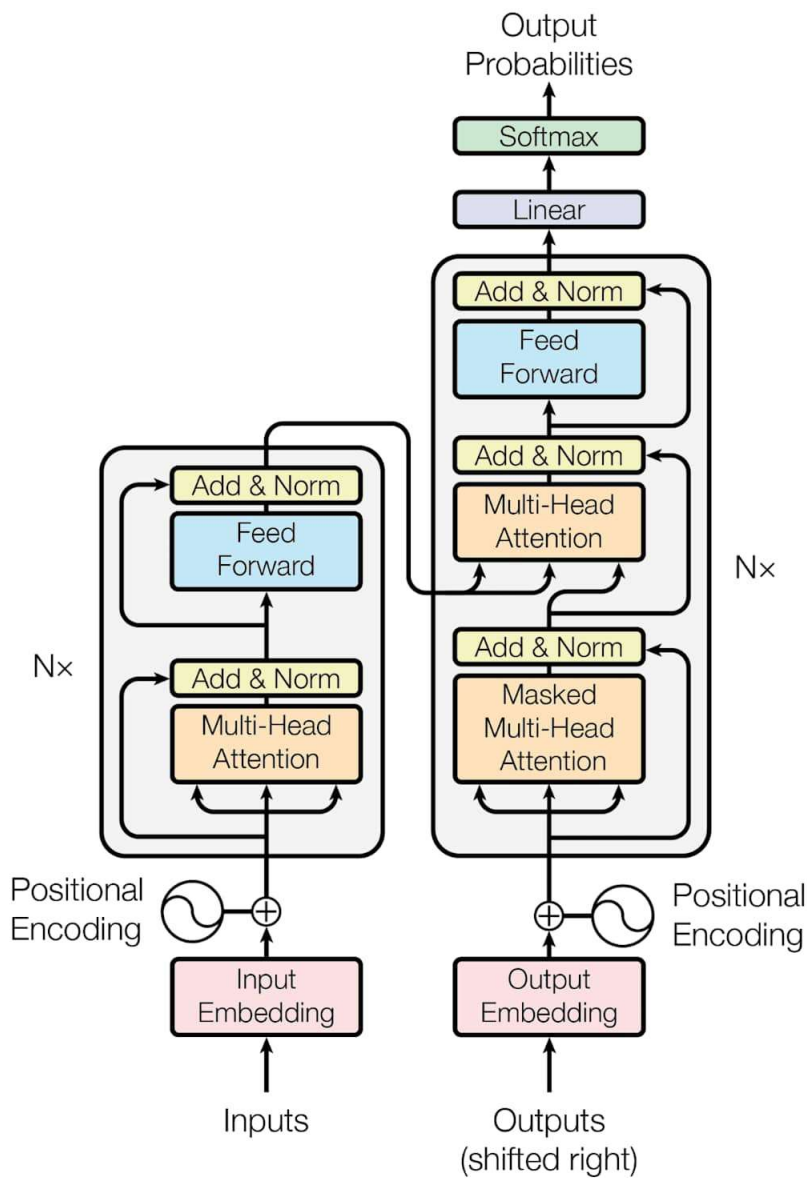 Output
Probabilities
Softmax
Linear
Add & Norm
Feed
Forward
Add & Norm
Multi-Head
Attention
Nx
Add & Norm
Masked
Multi-Head
Attention
Add & Norm
Feed
Forward
Nx
Add & Norm
Multi-Head
Attention
Positional
Encoding
Positional
Encoding
Input
Embedding
Output
Embedding
Inputs
Outputs
(shifted right)